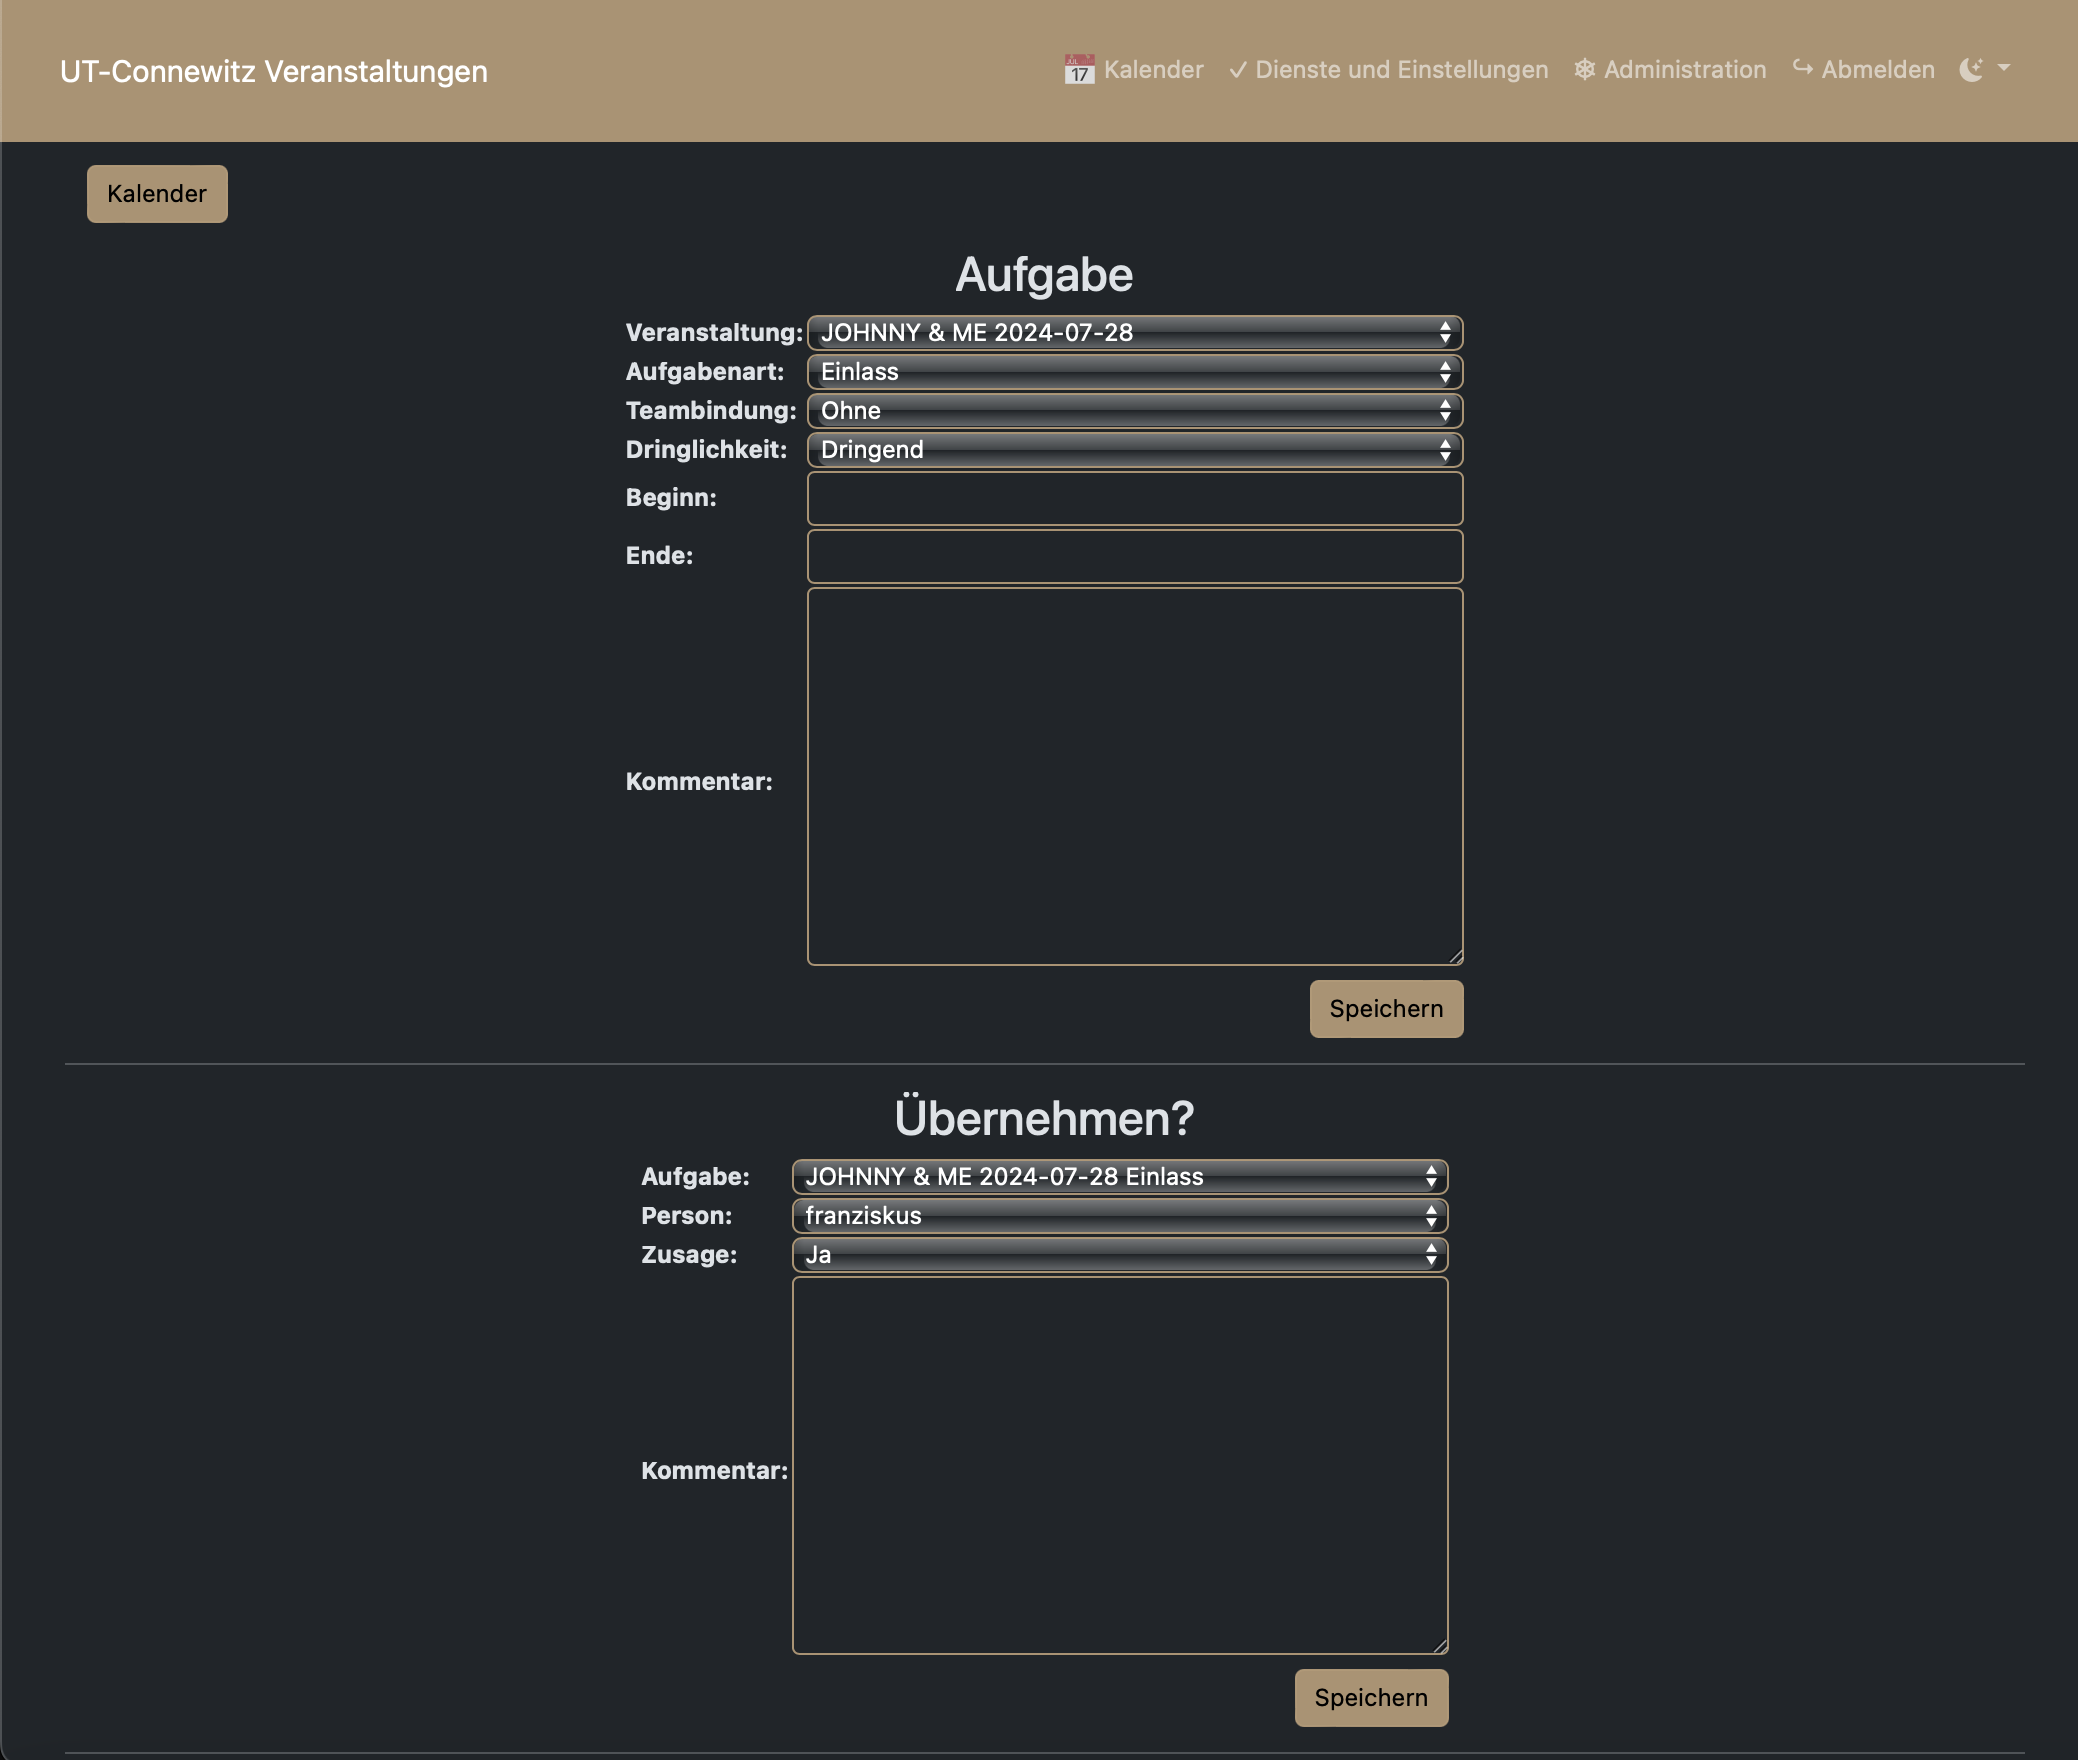 UT-Connewitz Veranstaltungen
JUL 17 Kalender ✓ Dienste und Einstellungen Administration Abmelden
Kalender
Aufgabe
Veranstaltung: JOHNNY & ME 2024-07-28
Aufgabenart: Einlass
Teambindung: Ohne
Dringlichkeit: Dringend
Beginn:
Ende:
Kommentar:
Speichern
Übernehmen?
Aufgabe: JOHNNY & ME 2024-07-28 Einlass
Person: franziskus
Zusage: Ja
Kommentar:
Speichern